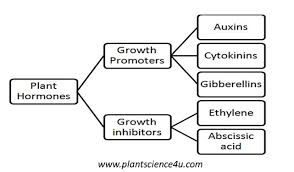 Plant
Hormones
Growth
Promoters
Auxins
Cytokinins
Gibberellins
Growth
inhibitors
Ethylene
Abscissic
acid
www.plantscience4u.com